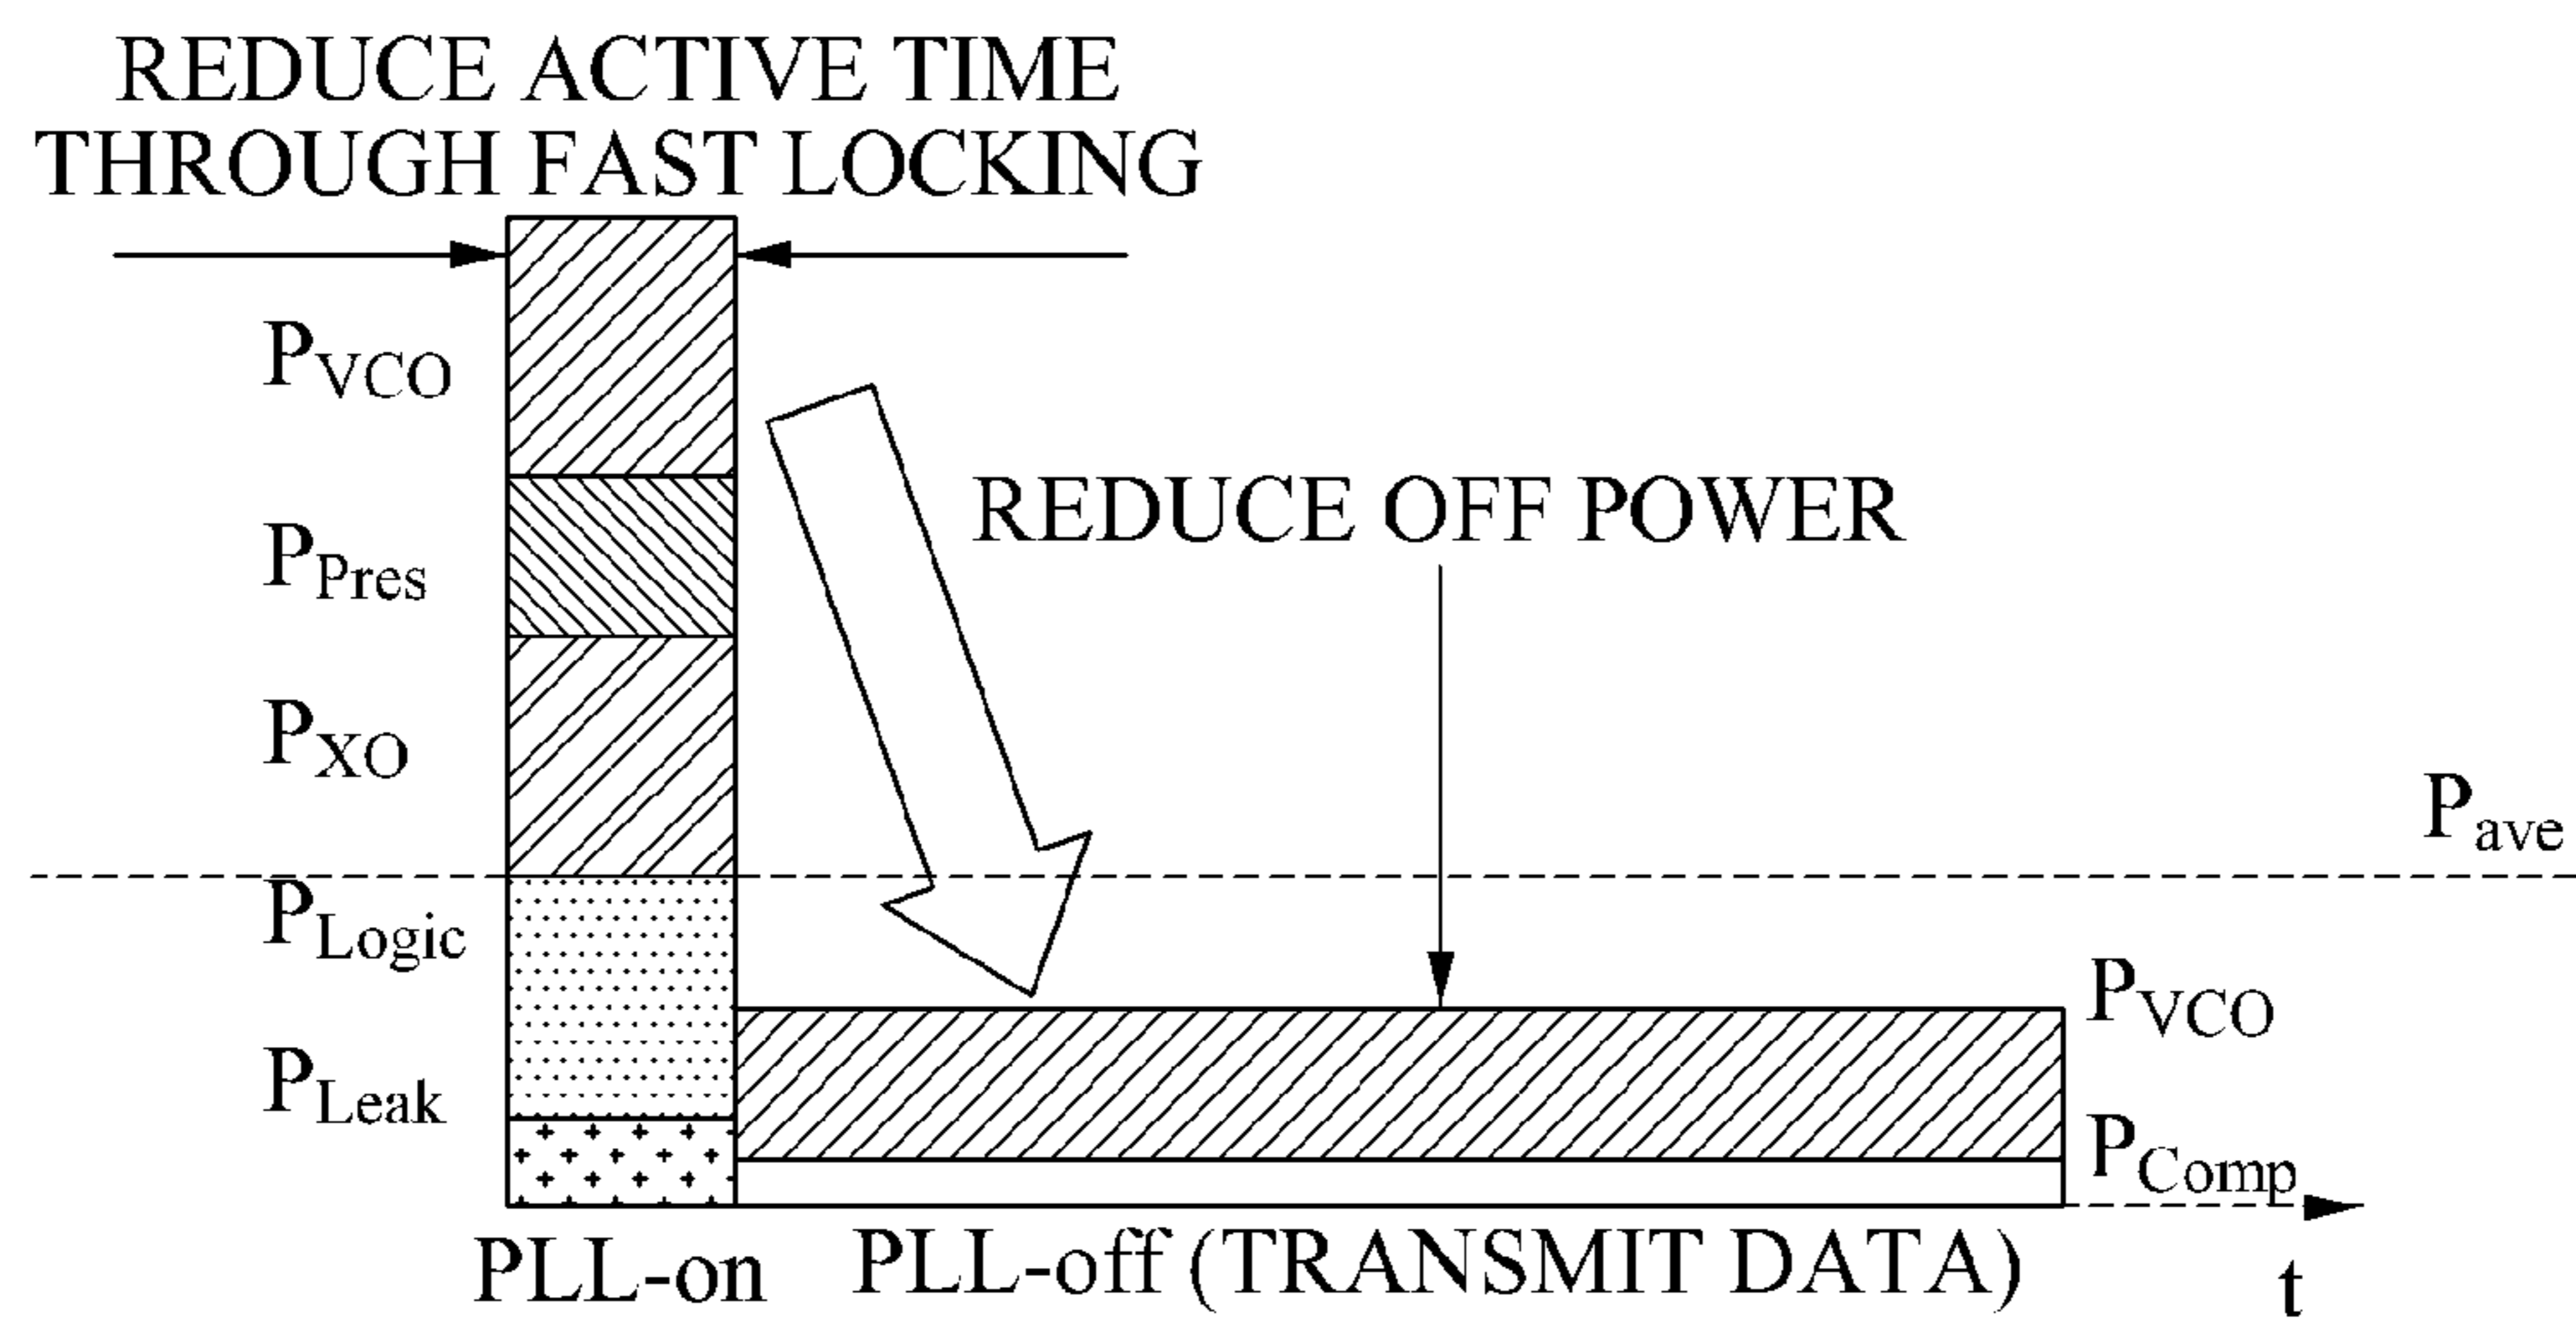 REDUCE ACTIVE TIME
THROUGH FAST LOCKING
PVCO
PPres
REDUCE OFF POWER
PXO
Pave
PLogic
PVCO
PLeak
PComp
PLL-on
PLL-off (TRANSMIT DATA)
t